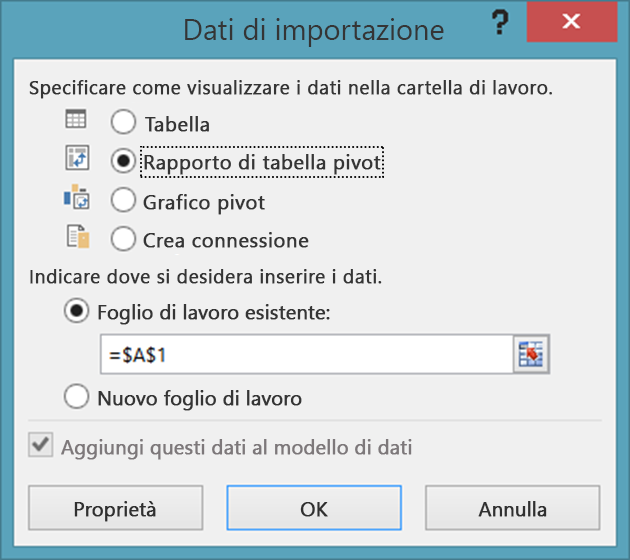 Dati di importazione
Specificare come visualizzare i dati nella cartella di lavoro.
Tabella
Rapporto di tabella pivot
Grafico pivot
Crea connessione
Indicare dove si desidera inserire i dati.
Foglio di lavoro esistente:
=$A$1
Nuovo foglio di lavoro
Aggiungi questi dati al modello di dati
Proprietà OK Annulla